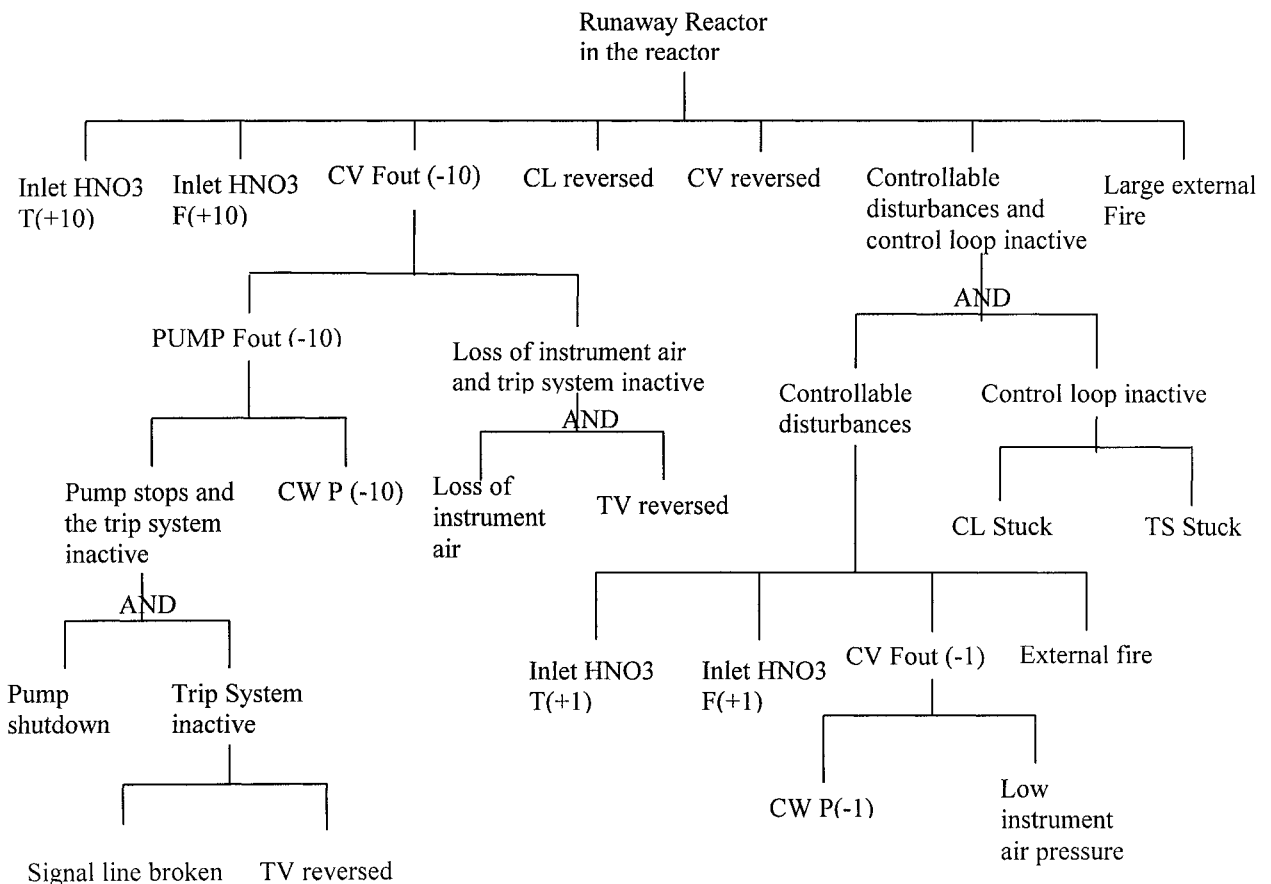 Runaway Reactor
in the reactor
Inlet HNO3
T(+10)
Inlet HNO3
F(+10)
CV Fout (-10)
CL reversed
CV reversed
Controllable
disturbances and
control loop inactive
Large external
Fire
AND
PUMP Fout (-10)
Loss of instrument air
and trip system inactive
AND
Controllable
disturbances
Control loop inactive
Pump stops and
the trip system
inactive
CW P (-10)
Loss of
instrument
air
TV reversed
CL Stuck
TS Stuck
AND
Pump
shutdown
Trip System
inactive
Inlet HNO3
T(+1)
Inlet HNO3
F(+1)
CV Fout (-1)
External fire
CW P(-1)
Low
instrument
air pressure
Signal line broken
TV reversed